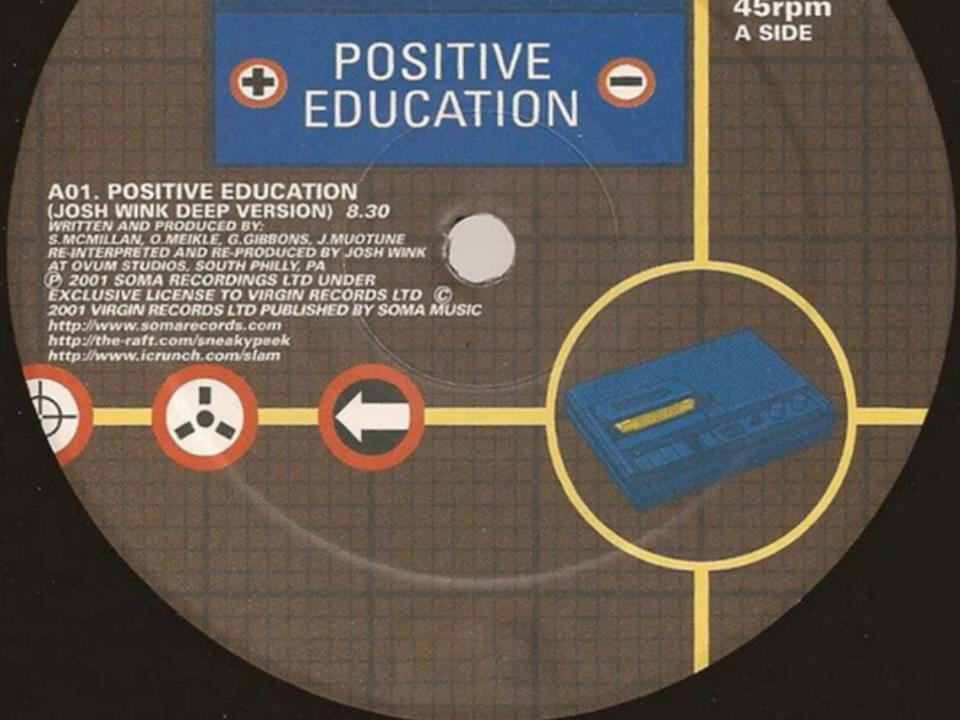 45rpm
A SIDE
POSITIVE
EDUCATION
A01. POSITIVE EDUCATION
(JOSH WINK DEEP VERSION) 8.30
WRITTEN AND PRODUCED BY:
S.MCMILLAN, O.MEIKLE, G.GIBBONS, J.MUOTUNE
RE-INTERPRETED AND RE-PRODUCED BY JOSH WINK
AT OVUM STUDIOS, SOUTH PHILLY, PA
℗ 2001 SOMA RECORDINGS LTD UNDER
EXCLUSIVE LICENSE TO VIRGIN RECORDS LTD ©
2001 VIRGIN RECORDS LTD PUBLISHED BY SOMA MUSIC
http://www.somarecords.com
http://the-raft.com/sneakypeek
http://www.icrunch.com/slam